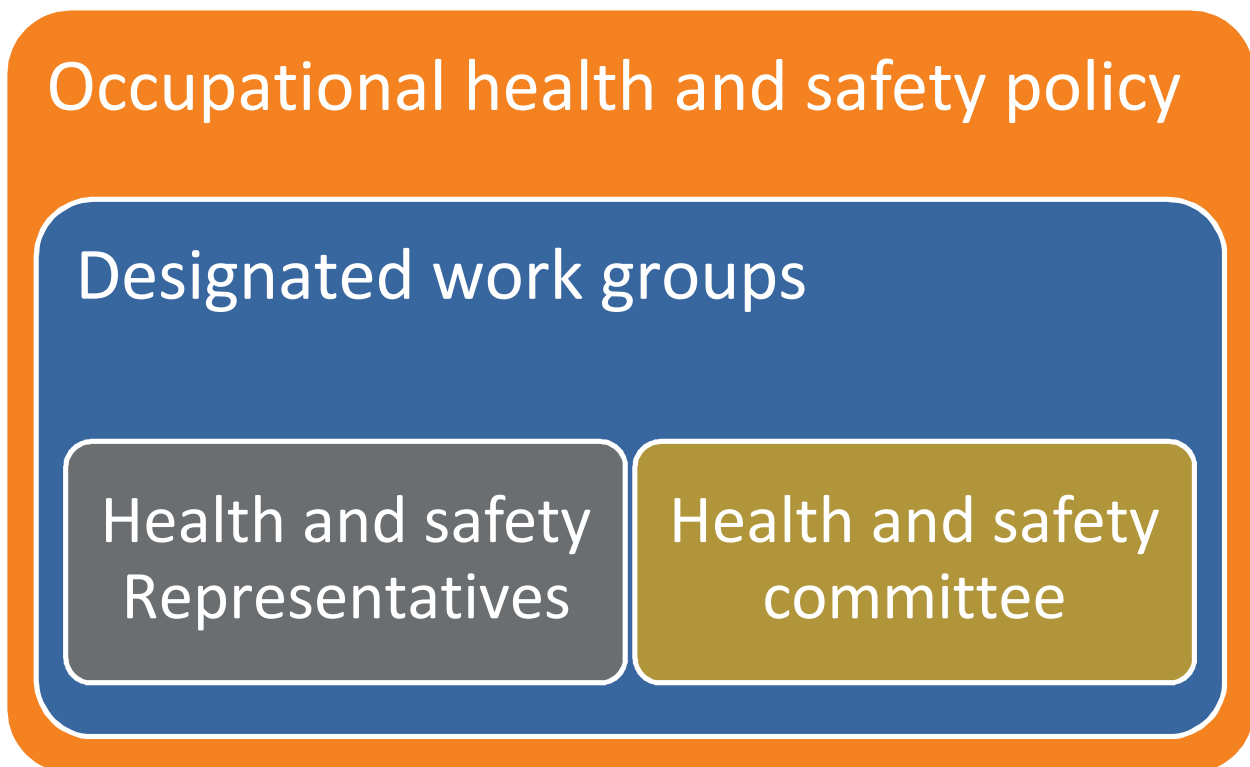 Occupational health and safety policy
Designated work groups
Health and safety
Representatives
Health and safety
committee